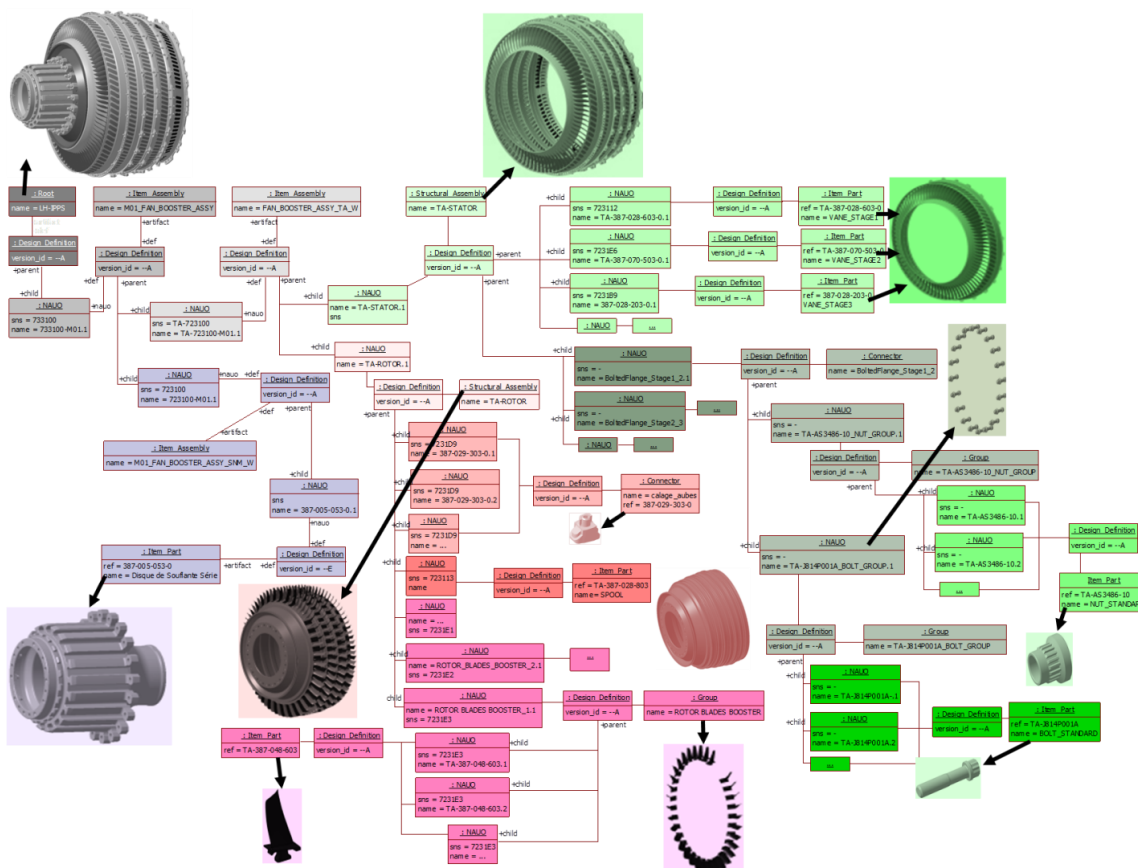 : Root
name = LH-IPPS
: Item Assembly
name = M01_FAN_BOOSTER_ASSY
: Item Assembly
name = FAN_BOOSTER_ASSY_TA_W
: Structural Assembly
name = TA-STATOR
+child
: NAUO
sns = 723112
name = TA-387-028-603-0.1
: Design Definition
version_id = --A
: Item Part
ref = TA-387-028-603-0
name = VANE_STAGE1
+artifact
+artifact
+def
+def
: Design Definition
version_id = --A
+parent
: Design Definition
version_id = --A
+def
+parent
: Design Definition
version_id = --A
+def
: Design Definition
version_id = --A
+child
: NAUO
sns = 7231E6
name = TA-387-070-503-0.1
: Design Definition
version_id = --A
: Item Part
ref = TA-387-070-503-0
name = VANE_STAGE2
+child
: NAUO
sns = 733100
name = 733100-M01.1
+nauo
+child
: NAUO
sns = TA-723100
name = TA-723100-M01.1
+nauo
+child
: NAUO
name = TA-STATOR.1
sns
+child
: NAUO
sns = 7231B9
name = 387-028-203-0.1
: Design Definition
version_id = --A
: Item Part
ref = 387-028-203-0
VANE_STAGE3
: NAUO
...
+child
: NAUO
name = TA-ROTOR.1
+child
: NAUO
sns = -
name = BoltedFlange_Stage1_2.1
: Design Definition
version_id = --A
+parent
: Connector
name = BoltedFlange_Stage1_2
+child
: NAUO
sns = 723100
name = 723100-M01.1
+nauo
+def
: Design Definition
version_id = --A
+def
+parent
: Design Definition
version_id = --A
+parent
: Structural Assembly
name = TA-ROTOR
+child
: NAUO
sns = -
name = BoltedFlange_Stage2_3
...
+child
: NAUO
...
+child
: NAUO
sns = -
name = TA-AS3486-10_NUT_GROUP.1
+artifact
: Item Assembly
name = M01_FAN_BOOSTER_ASSY_SNM_W
+child
: NAUO
sns = 7231D9
name = 387-029-303-0.1
: Design Definition
version_id = --A
+parent
: Group
name = TA-AS3486-10_NUT_GROUP
+child
: NAUO
sns
name = 387-005-053-0.1
+nauo
+child
: NAUO
sns = 7231D9
name = 387-029-303-0.2
: Design Definition
version_id = --A
: Connector
name = calage_aubes
ref = 387-029-303-0
+child
: NAUO
sns = -
name = TA-AS3486-10.1
+child
: NAUO
sns = 7231D9
name = ...
+child
: NAUO
sns = -
name = TA-AS3486-10.2
: Design Definition
version_id = --A
: Item Part
ref = 387-005-053-0
name = Disque de Souflante Série
+artifact
+def
+def
: Design Definition
version_id = --E
+child
: NAUO
sns = -
name = TA-JB14P001A_BOLT_GROUP.1
...
+child
: NAUO
sns = 723113
name
: Design Definition
version_id = --A
: Item Part
ref = TA-387-028-803
name = SPOOL
Item Part
ref = TA-AS3486-10
name = NUT_STANDAR
+child
: NAUO
name = ...
sns = 7231E1
: Design Definition
version_id = --A
+parent
: Group
name = TA-JB14P001A_BOLT_GROUP
+child
: NAUO
name = ROTOR_BLADES_BOOSTER_2.1
sns = 7231E2
...
+child
: NAUO
name = ROTOR BLADES BOOSTER_1.1
sns = 7231E3
: Design Definition
version_id = --A
+parent
: Group
name = ROTOR BLADES BOOSTER
+child
: NAUO
sns = -
name = TA-JB14P001A-.1
+child
: NAUO
sns = -
name = TA-JB14P001A.2
: Design Definition
version_id = --A
: Item Part
ref = TA-JB14P001A
name = BOLT_STANDARD
...
: Item Part
ref = TA-387-048-603
: Design Definition
version_id = --A
: NAUO
sns = 7231E3
name = TA-387-048-603.1
+child
: NAUO
sns = 7231E3
name = TA-387-048-603.2
+child
: NAUO
sns = 7231E3
name = ...
+child